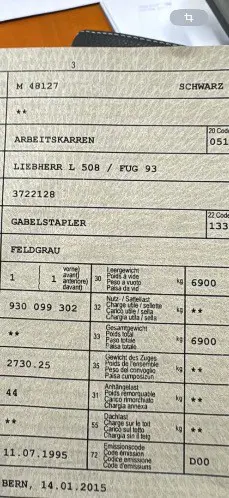 3
M 48127 SCHWARZ
**
20 Code
ARBEITSKARREN 051
LIEBHERR L 508 / FUG 93
3722128
22 Code
GABELSTAPLER 133
FELDGRAU
vorne)
avant)
anteriore)
davant)
1 1
30 Leergewicht
Poids à vide
Peso a vuoto
Paisa da vid
kg 6900
930 099 302
32 Nutz- / Sattellast
Charge utile / sellette
Carico utile / sella
Chargia utila / sella
kg **
**
33 Gesamtgewicht
Poids total
Peso totale
Paisa totala
kg 6900
2730.25
35 Gewicht des Zuges
Poids de l'ensemble
Peso del convoglio
Paisa cumposiziun
kg **
44
31 Anhängelast
Poids remorquable
Carico rimorchiato
Chargia annexa
kg **
**
55 Dachlast
Charge sur le toit
Carico sul tetto
Chargia sin il tetg
kg **
11.07.1995
72 Emissionscode
Code émission
Codice emissione
Code d'emissiuns
D00
BERN, 14.01.2015